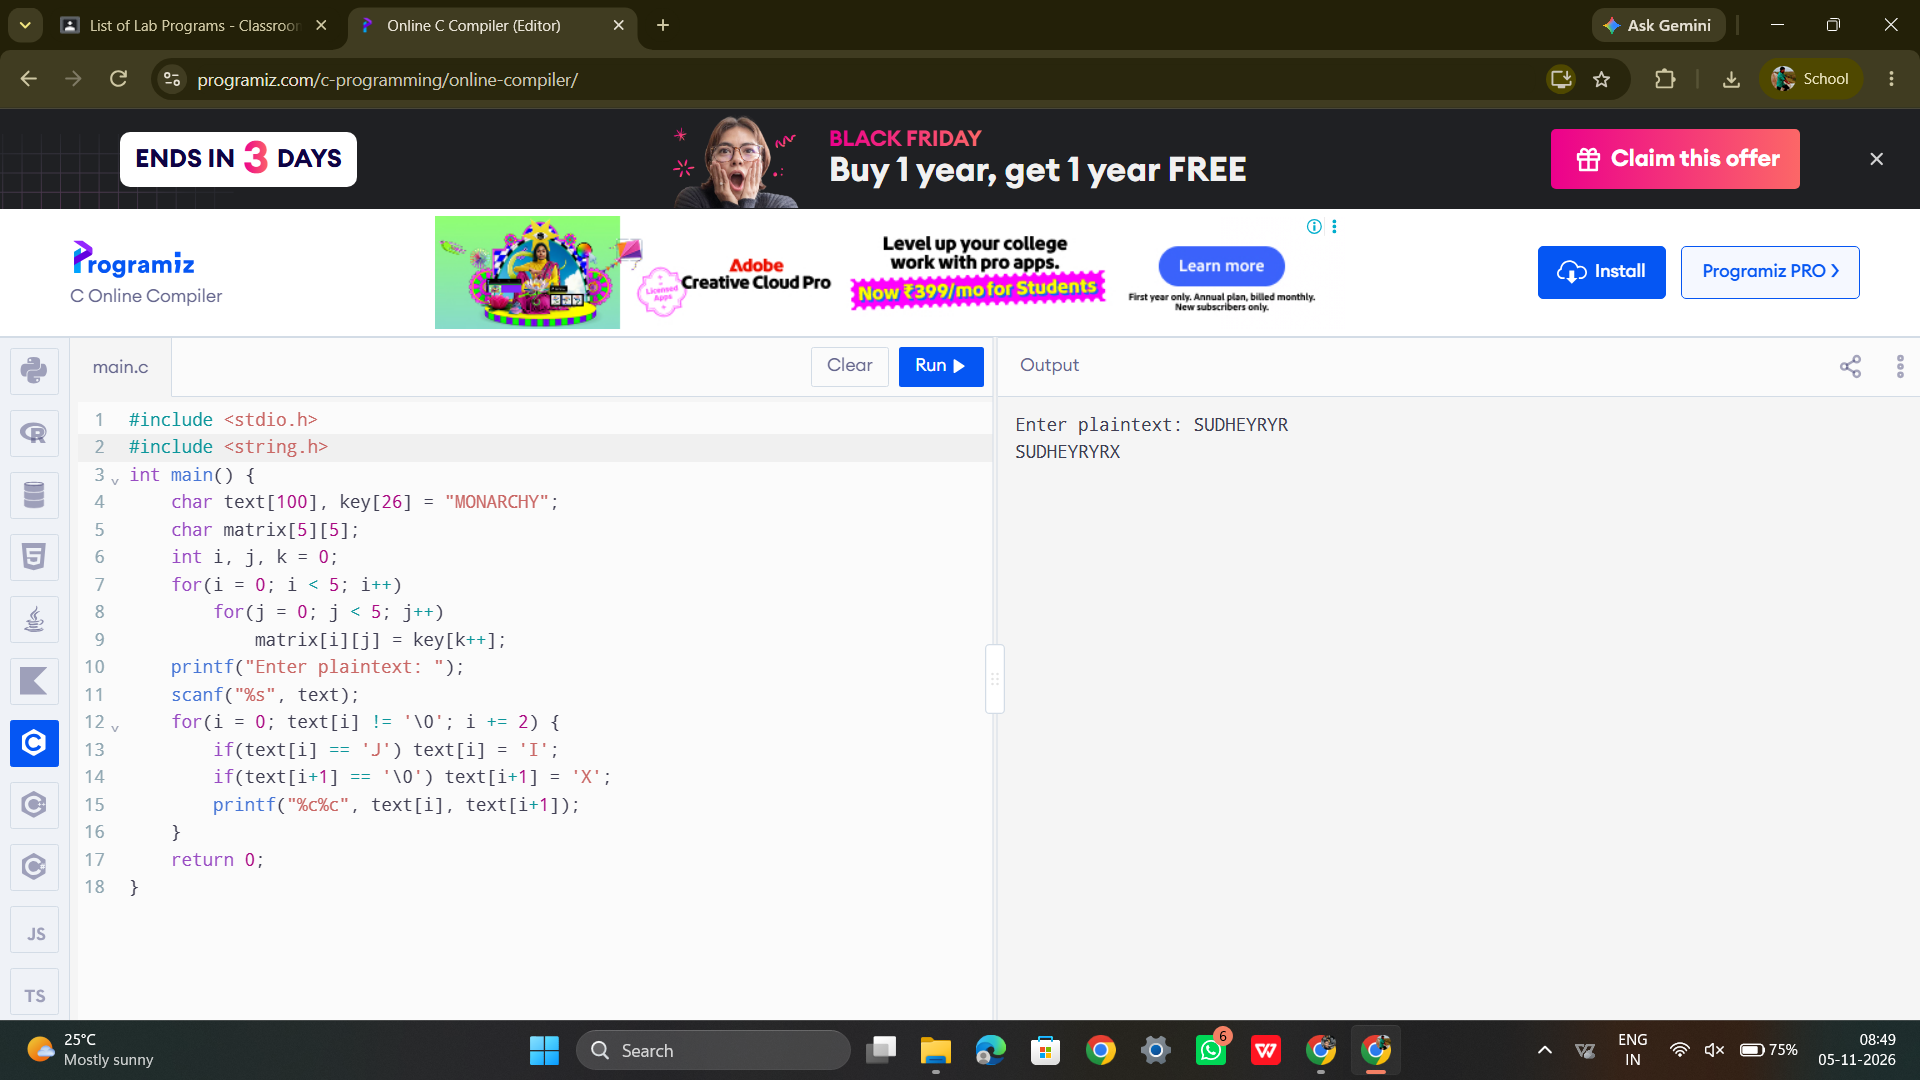 List of Lab Programs - Classroom
Online C Compiler (Editor)
Ask Gemini
programiz.com/c-programming/online-compiler/
School
ENDS IN 3 DAYS
BLACK FRIDAY
Buy 1 year, get 1 year FREE
Claim this offer
Programiz
C Online Compiler
Adobe
Creative Cloud Pro
Licensed
Apps
Level up your college
work with pro apps.
Now ₹399/mo for Students
Learn more
First year only. Annual plan, billed monthly.
New subscribers only.
Install
Programiz PRO >
main.c
Clear
Run
Output
1 #include <stdio.h>
2 #include <string.h>
3 int main() {
4     char text[100], key[26] = "MONARCHY";
5     char matrix[5][5];
6     int i, j, k = 0;
7     for(i = 0; i < 5; i++)
8         for(j = 0; j < 5; j++)
9             matrix[i][j] = key[k++];
10     printf("Enter plaintext: ");
11     scanf("%s", text);
12     for(i = 0; text[i] != '\0'; i += 2) {
13         if(text[i] == 'J') text[i] = 'I';
14         if(text[i+1] == '\0') text[i+1] = 'X';
15         printf("%c%c", text[i], text[i+1]);
16     }
17     return 0;
18 }
Enter plaintext: SUDHEYRYR
SUDHEYRYRX
JS
TS
25°C
Mostly sunny
Search
6
ENG
IN
75%
08:49
05-11-2026